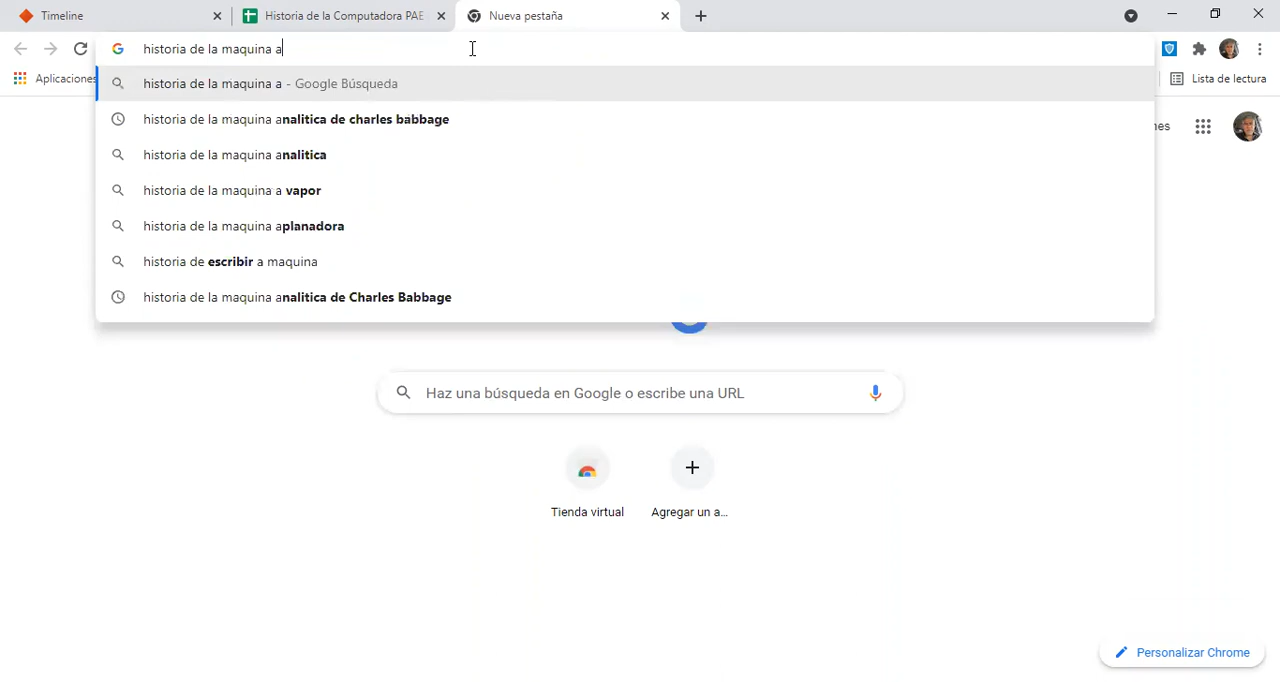 Timeline
Historia de la Computadora PAE
Nueva pestaña
historia de la maquina a
Aplicaciones
Lista de lectura
historia de la maquina a - Google Búsqueda
historia de la maquina analitica de charles babbage
nes
historia de la maquina analitica
historia de la maquina a vapor
historia de la maquina aplanadora
historia de escribir a maquina
historia de la maquina analitica de Charles Babbage
Haz una búsqueda en Google o escribe una URL
Tienda virtual
Agregar un a...
Personalizar Chrome